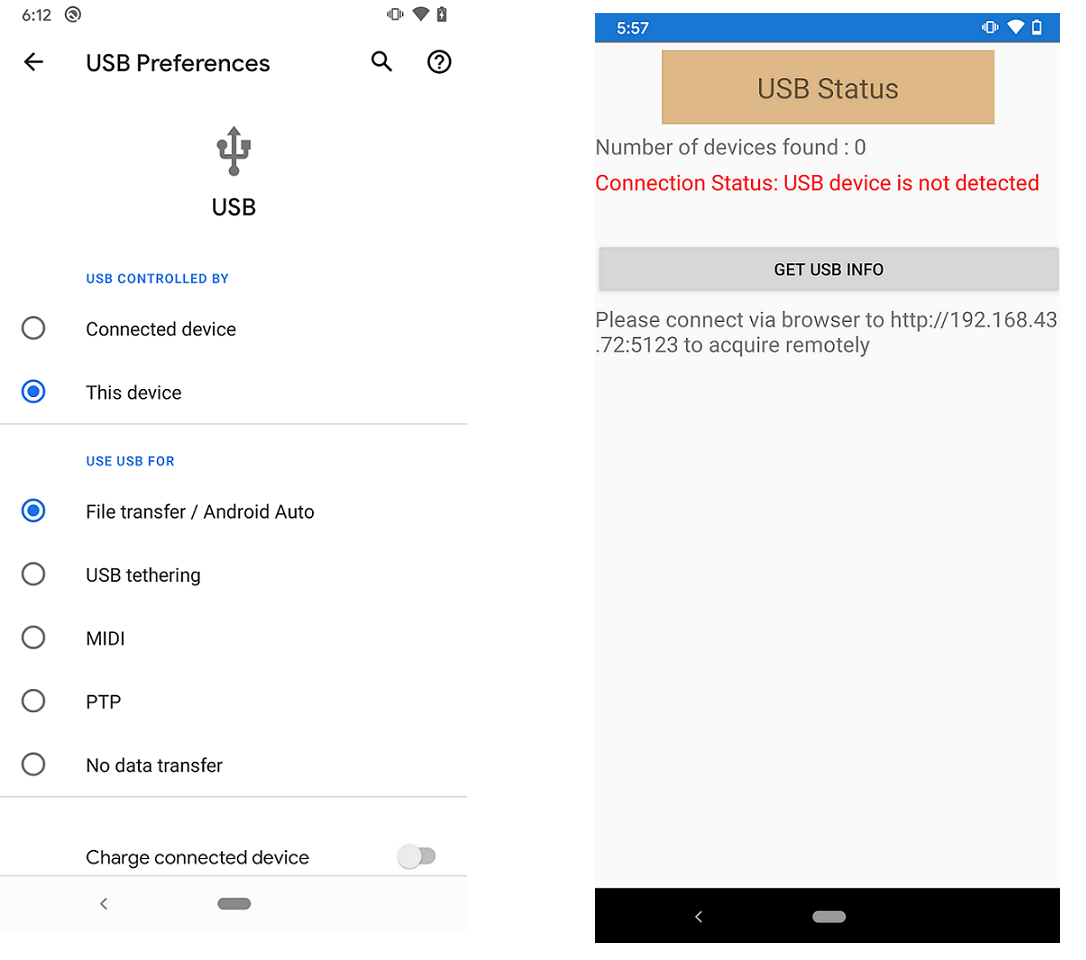 6:12
USB Preferences
USB
USB CONTROLLED BY
Connected device
This device
USE USB FOR
File transfer / Android Auto
USB tethering
MIDI
PTP
No data transfer
Charge connected device
5:57
USB Status
Number of devices found : 0
Connection Status: USB device is not detected
GET USB INFO
Please connect via browser to http://192.168.43
.72:5123 to acquire remotely